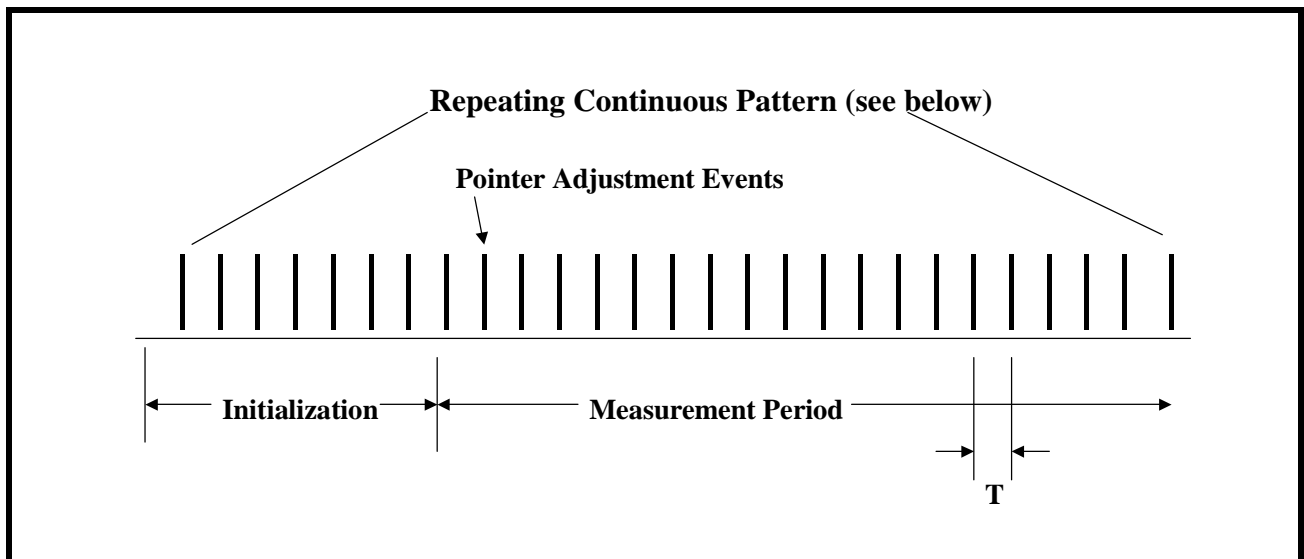 Repeating Continuous Pattern (see below)
Pointer Adjustment Events
Initialization
Measurement Period
T